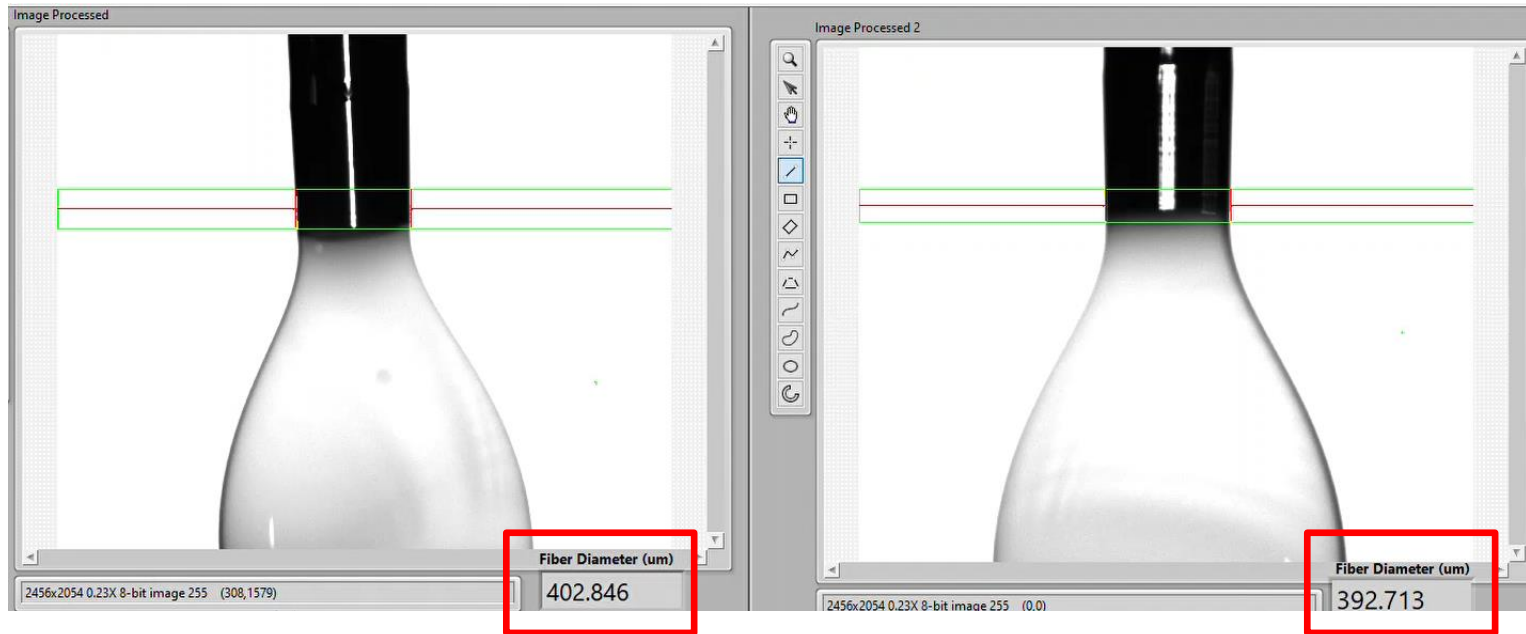 Image Processed
Fiber Diameter (um)
402.846
2456x2054 0.23X 8-bit image 255 (308,1579)
Image Processed 2
Fiber Diameter (um)
392.713
2456x2054 0.23X 8-bit image 255 (0,0)